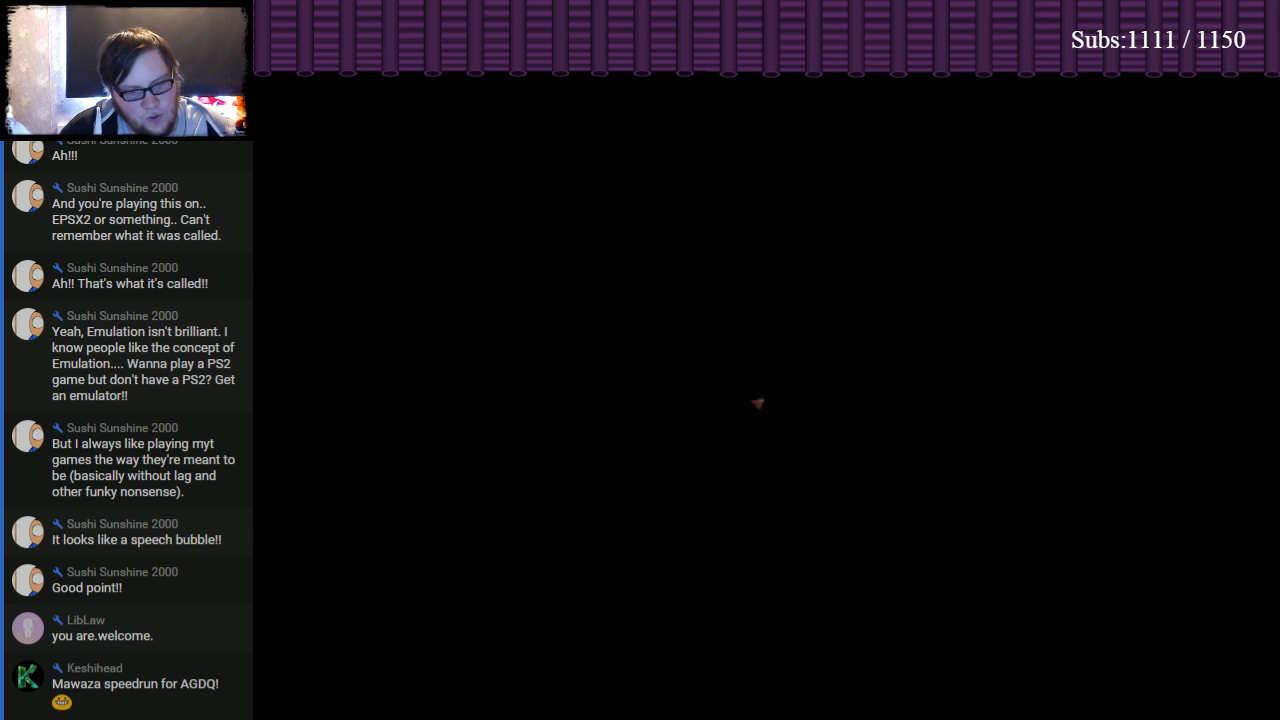 Subs:1111 / 1150
Sushi Sunshine 2000
Ah!!!
Sushi Sunshine 2000
And you're playing this on..
EPSX2 or something.. Can't
remember what it was called.
Sushi Sunshine 2000
Ah!! That's what it's called!!
Sushi Sunshine 2000
Yeah, Emulation isn't brilliant. I
know people like the concept of
Emulation.... Wanna play a PS2
game but don't have a PS2? Get
an emulator!!
Sushi Sunshine 2000
But I always like playing myt
games the way they're meant to
be (basically without lag and
other funky nonsense).
Sushi Sunshine 2000
It looks like a speech bubble!!
Sushi Sunshine 2000
Good point!!
LibLaw
you are.welcome.
Keshihead
Mawaza speedrun for AGDQ!